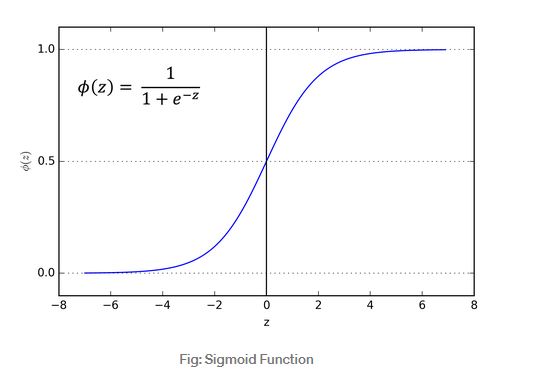 1.0
ϕ(z) = 1 / (1 + e^−z)
0.5
ϕ(z)
0.0
−8 −6 −4 −2 0 2 4 6 8
z
Fig: Sigmoid Function